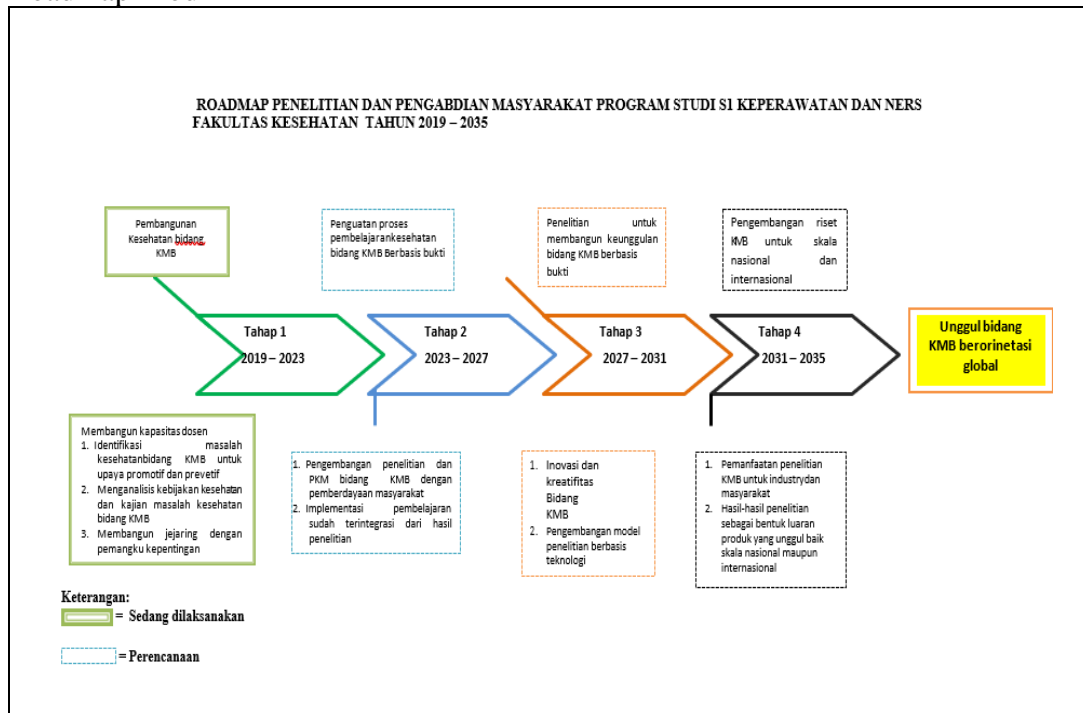 ROADMAP PENELITIAN DAN PENGABDIAN MASYARAKAT PROGRAM STUDI S1 KEPERAWATAN DAN NERS
FAKULTAS KESEHATAN TAHUN 2019 – 2035
Pembangunan
Kesehatan bidang
KMB
Penguatan proses
pembelajarankesehatan
bidang KMB Berbasis bukti
Penelitian untuk
membangun keunggulan
bidang KMB berbasis
bukti
Pengembangan riset
KMB untuk skala
nasional dan
internasional
Tahap 1
2019 – 2023
Tahap 2
2023 – 2027
Tahap 3
2027 – 2031
Tahap 4
2031 – 2035
Unggul bidang
KMB berorinetasi
global
Membangun kapasitas dosen
1. Identifikasi masalah
kesehatanbidang KMB untuk
upaya promotif dan prevetif
2. Menganalisis kebijakan kesehatan
dan kajian masalah kesehatan
bidang KMB
3. Membangun jejaring dengan
pemangku kepentingan
1. Pengembangan penelitian dan
PKM bidang KMB dengan
pemberdayaan masyarakat
2. Implementasi pembelajaran
sudah terintegrasi dari hasil
penelitian
1. Inovasi dan
kreatifitas
Bidang
KMB
2. Pengembangan model
penelitian berbasis
teknologi
1. Pemanfaatan penelitian
KMB untuk industrydan
masyarakat
2. Hasil-hasil penelitian
sebagai bentuk luaran
produk yang unggul baik
skala nasional maupun
internasional
Keterangan:
= Sedang dilaksanakan
= Perencanaan